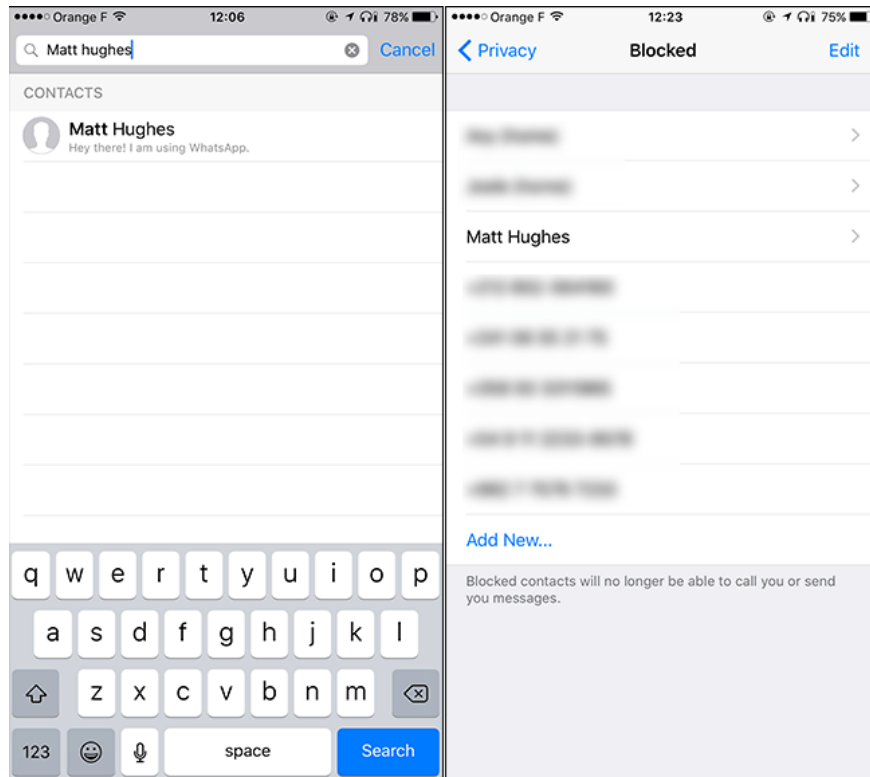 Orange F 12:06 78%
Matt hughes Cancel
CONTACTS
Matt Hughes
Hey there! I am using WhatsApp.
q w e r t y u i o p
a s d f g h j k l
z x c v b n m
123 space Search
Orange F 12:23 75%
Privacy Blocked Edit
Matt Hughes
Add New...
Blocked contacts will no longer be able to call you or send
you messages.